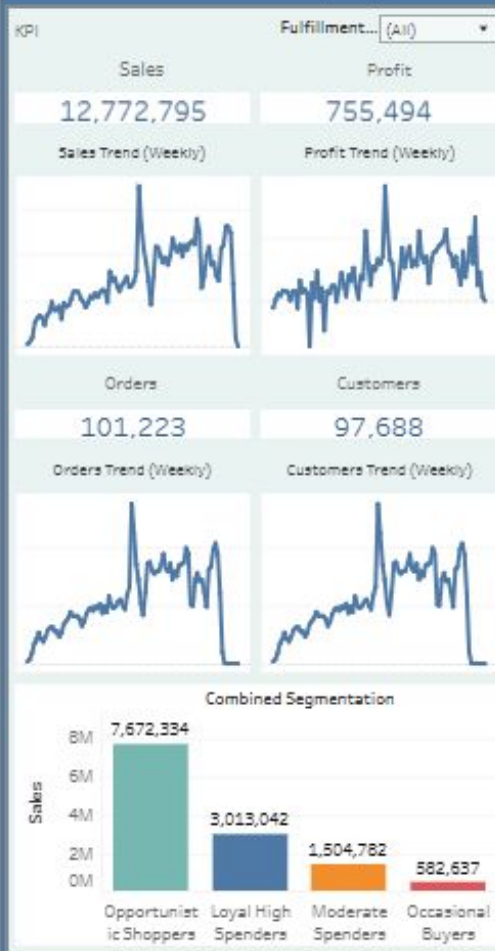 KPI
Fulfillment... (All)
Sales
Profit
12,772,795
755,494
Sales Trend (Weekly)
Profit Trend (Weekly)
Orders
Customers
101,223
97,688
Orders Trend (Weekly)
Customers Trend (Weekly)
Combined Segmentation
Sales
8M
6M
4M
2M
0M
7,672,334
3,013,042
1,504,782
582,637
Opportunist
ic Shoppers
Loyal High
Spenders
Moderate
Spenders
Occasional
Buyers